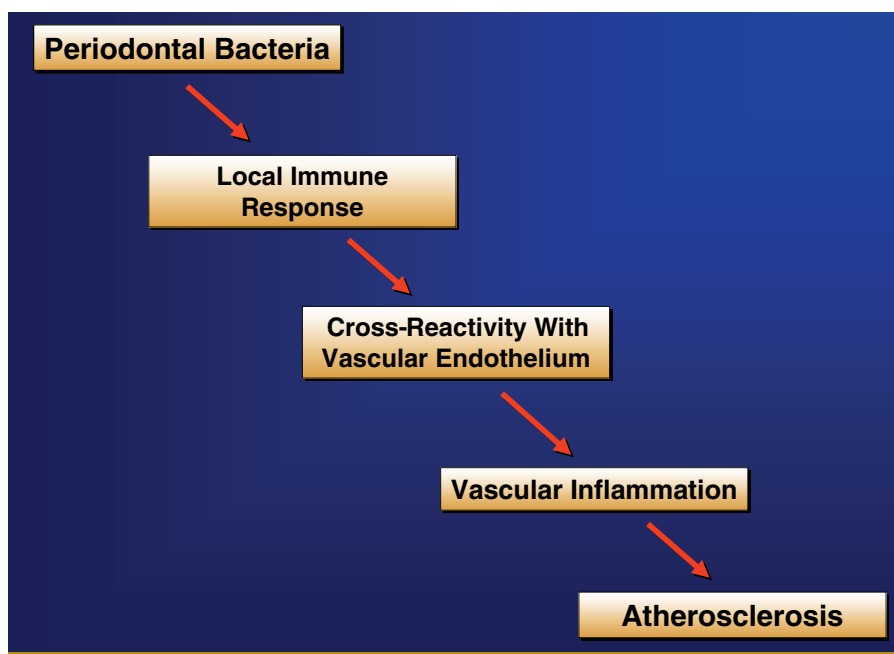 Periodontal Bacteria
Local Immune
Response
Cross-Reactivity With
Vascular Endothelium
Vascular Inflammation
Atherosclerosis